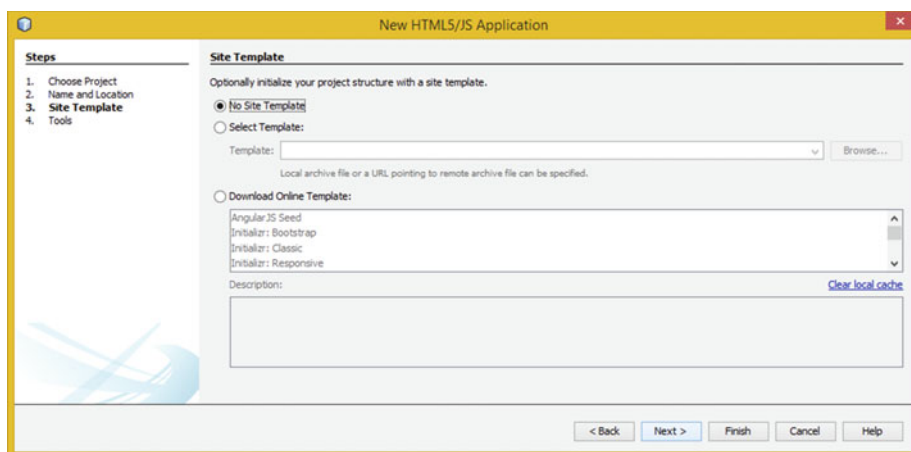 New HTML5/JS Application
Steps
1. Choose Project
2. Name and Location
3. Site Template
4. Tools
Site Template
Optionally initialize your project structure with a site template.
No Site Template
Select Template:
Template:
Browse...
Local archive file or a URL pointing to remote archive file can be specified.
Download Online Template:
AngularJS Seed
Initializr: Bootstrap
Initializr: Classic
Initializr: Responsive
Description:
Clear local cache
< Back
Next >
Finish
Cancel
Help